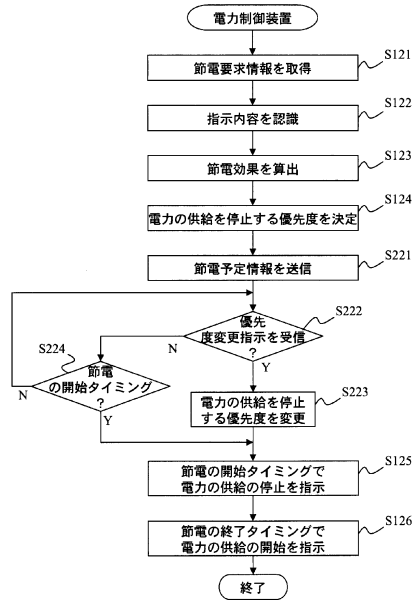 電力制御装置
S121
節電要求情報を取得
S122
指示内容を認識
S123
節電効果を算出
S124
電力の供給を停止する優先度を決定
S221
節電予定情報を送信
S222
優先
度変更指示を受信
?
N
Y
S224
節電
の開始タイミング
?
N
Y
S223
電力の供給を停止
する優先度を変更
S125
節電の開始タイミングで
電力の供給の停止を指示
S126
節電の終了タイミングで
電力の供給の開始を指示
終了